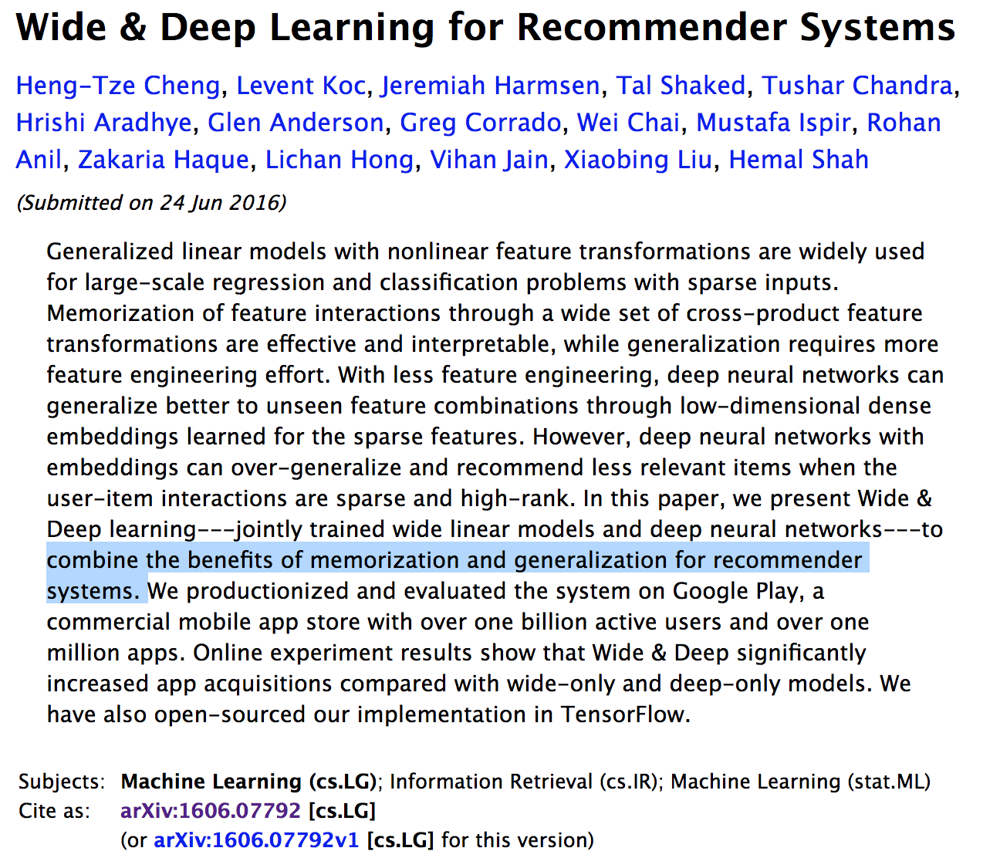 Wide & Deep Learning for Recommender Systems
Heng-Tze Cheng, Levent Koc, Jeremiah Harmsen, Tal Shaked, Tushar Chandra,
Hrishi Aradhye, Glen Anderson, Greg Corrado, Wei Chai, Mustafa Ispir, Rohan
Anil, Zakaria Haque, Lichan Hong, Vihan Jain, Xiaobing Liu, Hemal Shah
(Submitted on 24 Jun 2016)
Generalized linear models with nonlinear feature transformations are widely used
for large-scale regression and classification problems with sparse inputs.
Memorization of feature interactions through a wide set of cross-product feature
transformations are effective and interpretable, while generalization requires more
feature engineering effort. With less feature engineering, deep neural networks can
generalize better to unseen feature combinations through low-dimensional dense
embeddings learned for the sparse features. However, deep neural networks with
embeddings can over-generalize and recommend less relevant items when the
user-item interactions are sparse and high-rank. In this paper, we present Wide &
Deep learning---jointly trained wide linear models and deep neural networks---to
combine the benefits of memorization and generalization for recommender
systems. We productionized and evaluated the system on Google Play, a
commercial mobile app store with over one billion active users and over one
million apps. Online experiment results show that Wide & Deep significantly
increased app acquisitions compared with wide-only and deep-only models. We
have also open-sourced our implementation in TensorFlow.
Subjects: Machine Learning (cs.LG); Information Retrieval (cs.IR); Machine Learning (stat.ML)
Cite as: arXiv:1606.07792 [cs.LG]
(or arXiv:1606.07792v1 [cs.LG] for this version)